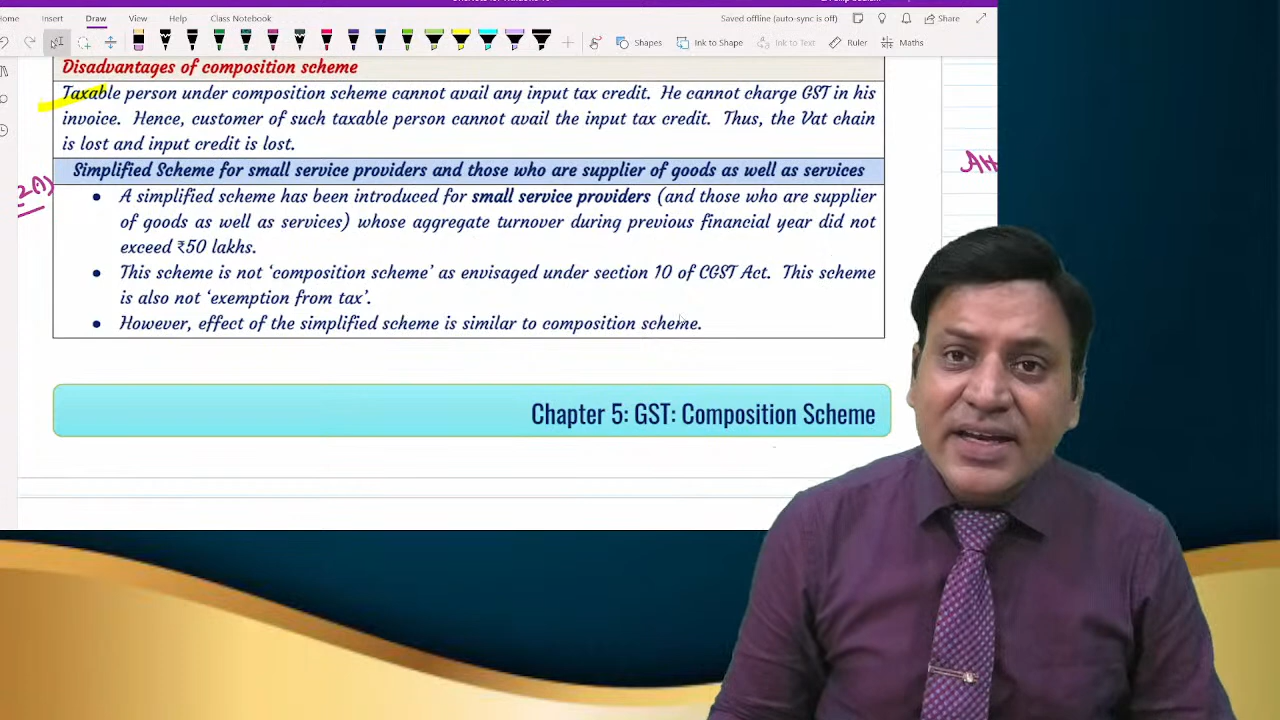 Insert Draw View Help Class Notebook Saved offline (auto-sync is off) Share
Shapes Ink to Shape Ink to Text Ruler Maths
Disadvantages of composition scheme
Taxable person under composition scheme cannot avail any input tax credit. He cannot charge GST in his
invoice. Hence, customer of such taxable person cannot avail the input tax credit. Thus, the Vat chain
is lost and input credit is lost.
Simplified Scheme for small service providers and those who are supplier of goods as well as services
2A)
• A simplified scheme has been introduced for small service providers (and those who are supplier
of goods as well as services) whose aggregate turnover during previous financial year did not
exceed ₹50 lakhs.
• This scheme is not ‘composition scheme’ as envisaged under section 10 of CGST Act. This scheme
is also not ‘exemption from tax’.
• However, effect of the simplified scheme is similar to composition scheme.
Chapter 5: GST: Composition Scheme